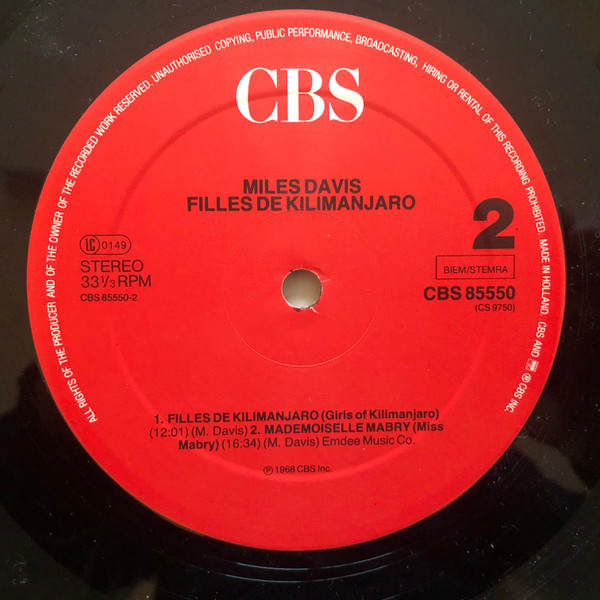 ALL RIGHTS OF THE PRODUCER AND OF THE OWNER OF THE RECORDED WORK RESERVED. UNAUTHORISED COPYING, PUBLIC PERFORMANCE, BROADCASTING, HIRING OR RENTAL OF THIS RECORDING PROHIBITED. MADE IN HOLLAND. CBS AND ℗ CBS INC.
CBS
MILES DAVIS
FILLES DE KILIMANJARO
2
LC 0149
STEREO
33⅓ RPM
CBS 85550-2
BIEM/STEMRA
CBS 85550
(CS 9750)
1. FILLES DE KILIMANJARO (Girls of Kilimanjaro)
(12:01) (M. Davis) 2. MADEMOISELLE MABRY (Miss
Mabry) (16:34) (M. Davis) Emdee Music Co.
℗ 1968 CBS Inc.